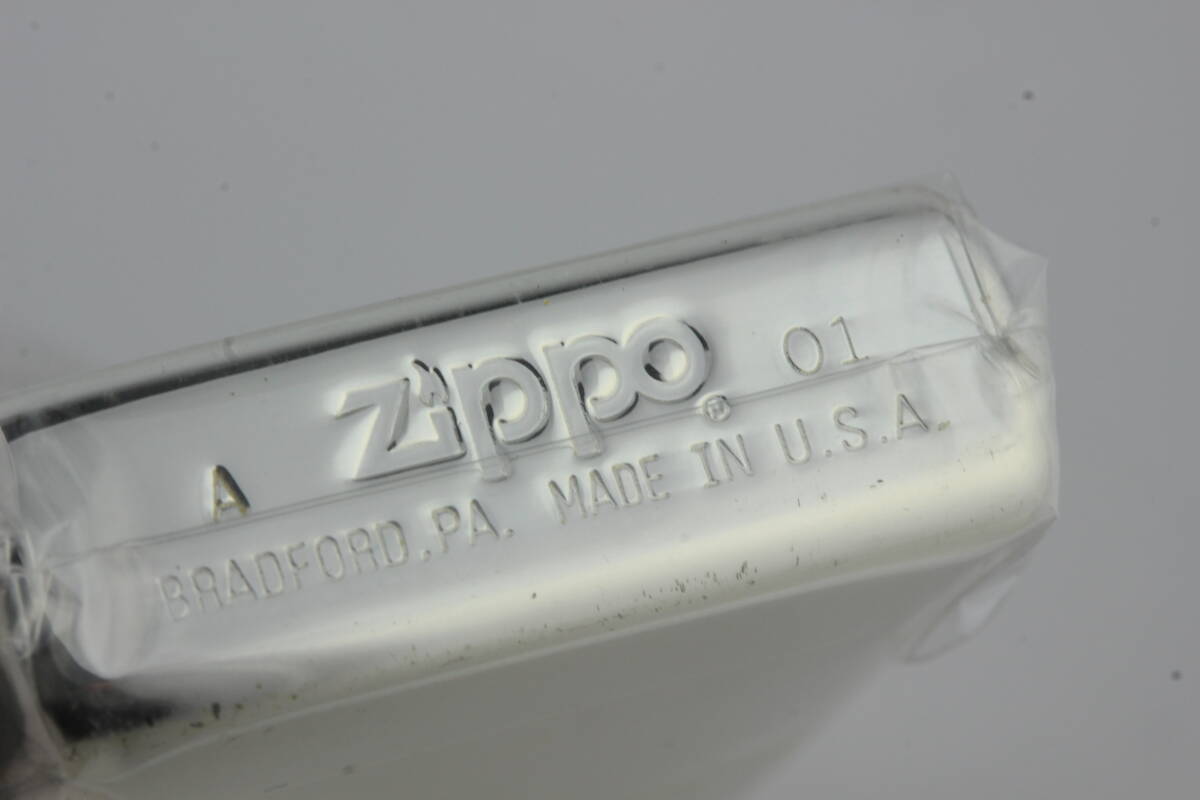 A Zippo ® 01
BRADFORD,PA. MADE IN U.S.A.